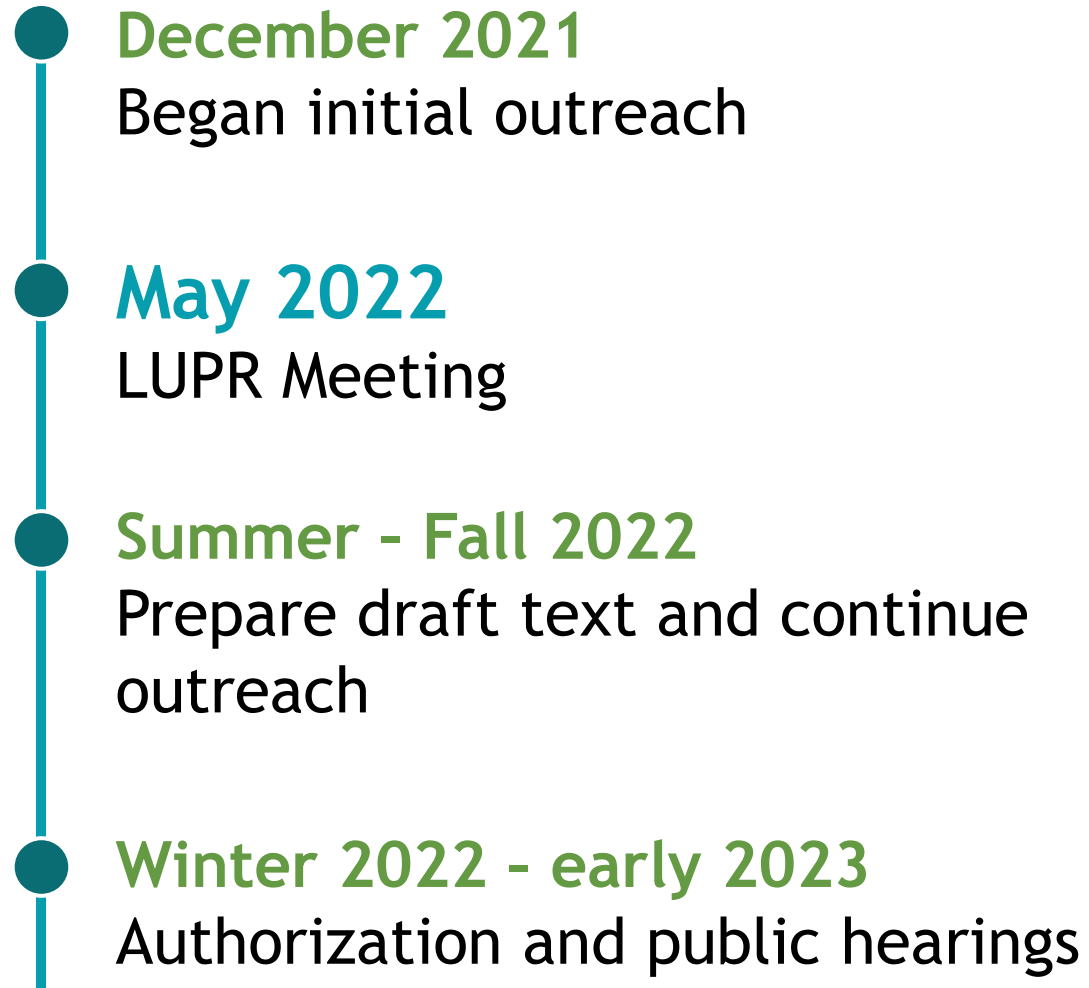 December 2021
Began initial outreach
May 2022
LUPR Meeting
Summer – Fall 2022
Prepare draft text and continue
outreach
Winter 2022 – early 2023
Authorization and public hearings